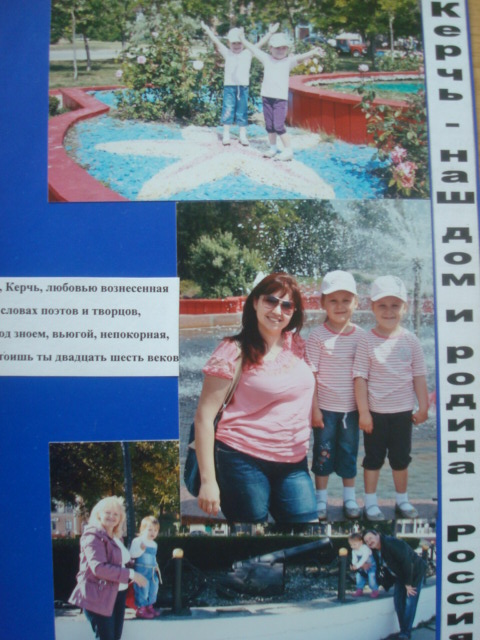 , Керчь, любовью вознесенная
словах поэтов и творцов,
од зноем, вьюгой, непокорная,
тоишь ты двадцать шесть веков
Керчь - наш дом и родина – Россия